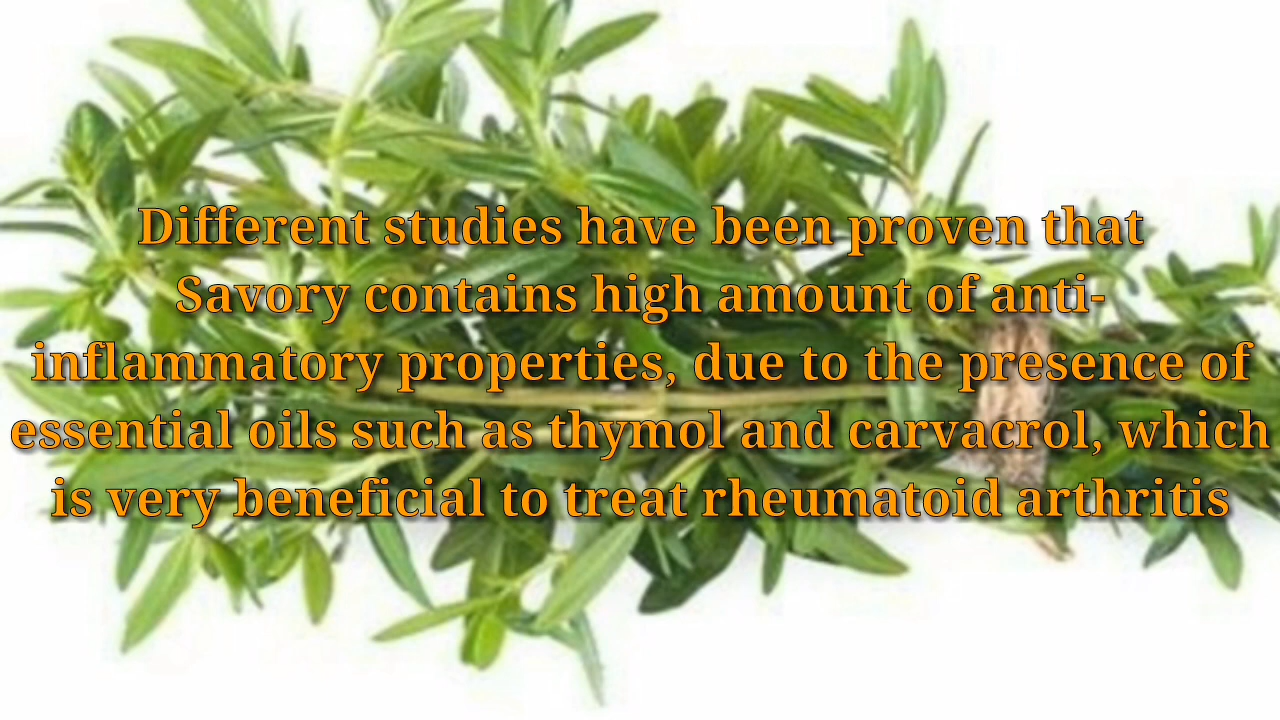 Different studies have been proven that
Savory contains high amount of anti-
inflammatory properties, due to the presence of
essential oils such as thymol and carvacrol, which
is very beneficial to treat rheumatoid arthritis